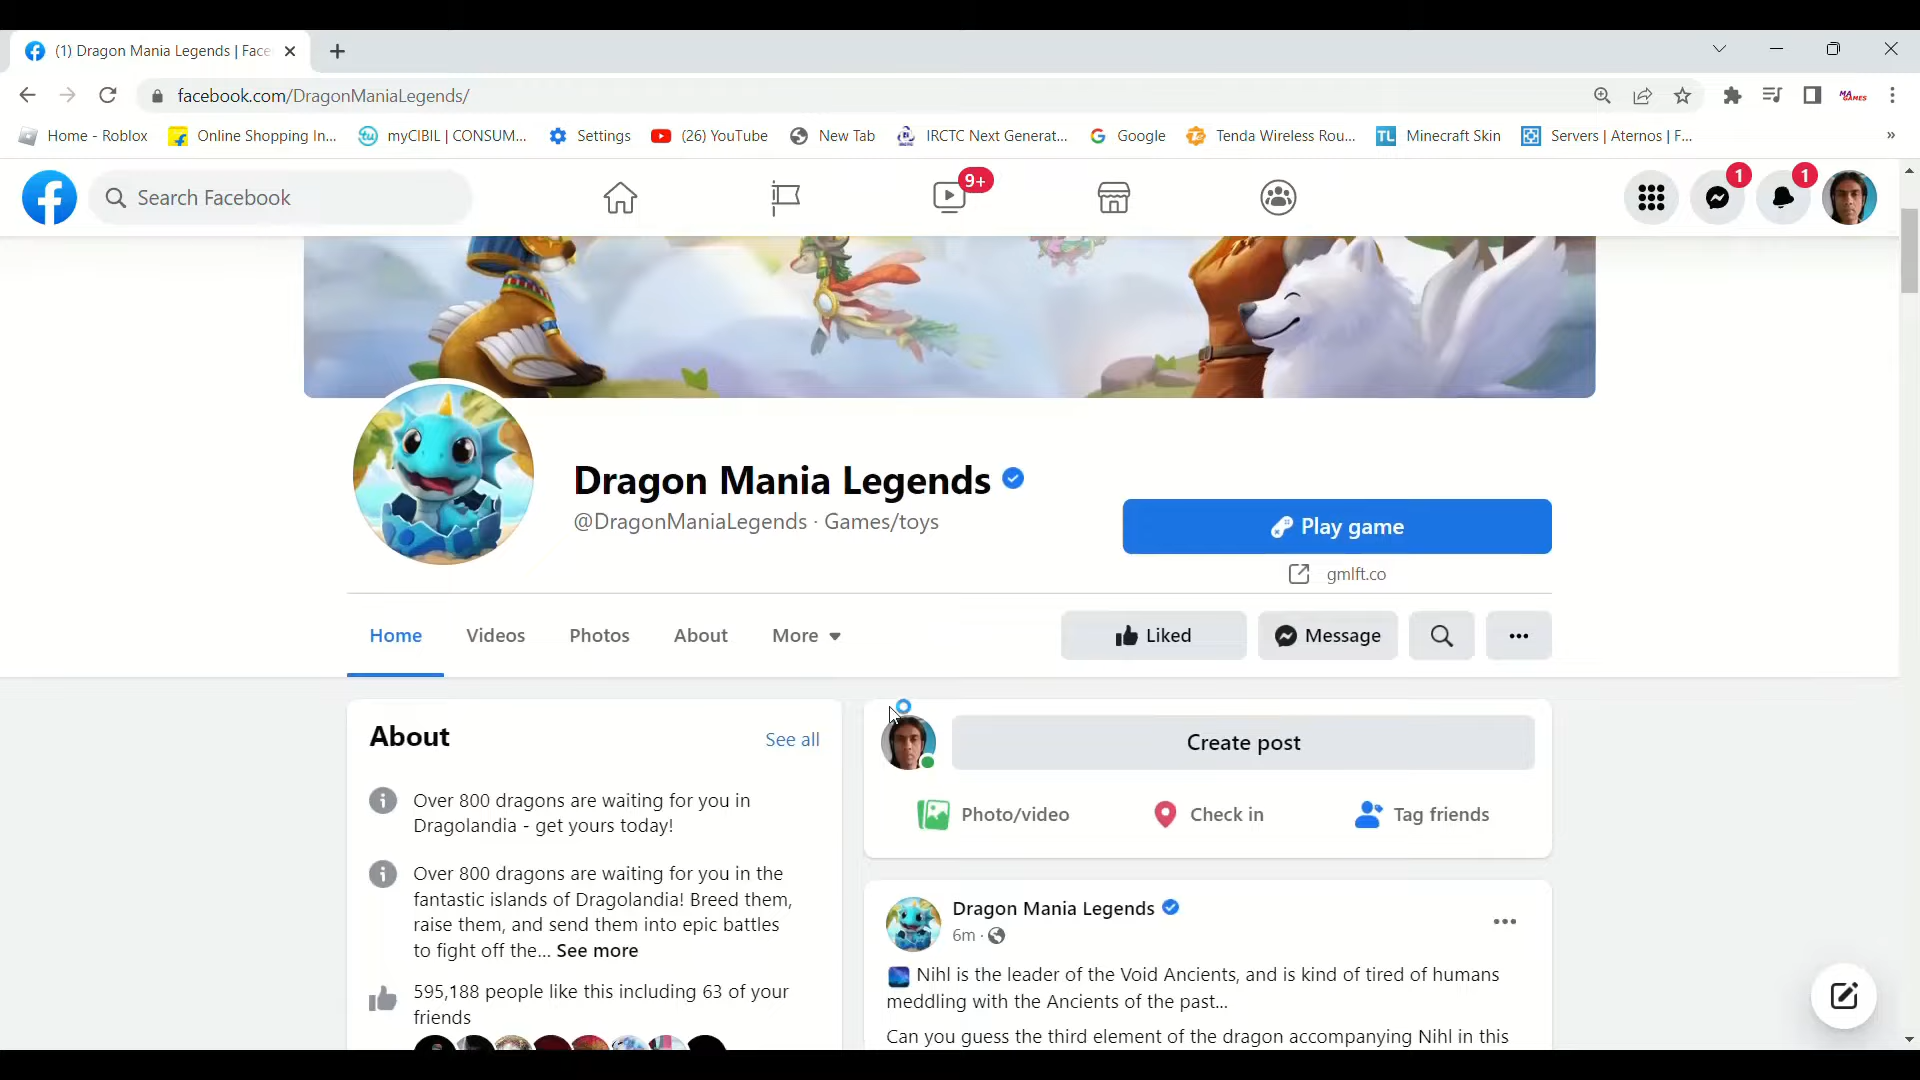 (1) Dragon Mania Legends | Face
facebook.com/DragonManiaLegends/
MA GAMES
Home - Roblox
Online Shopping In...
myCIBIL | CONSUM...
Settings
(26) YouTube
New Tab
IRCTC Next Generat...
Google
Tenda Wireless Rou...
TL
Minecraft Skin
Servers | Aternos | F...
»
Search Facebook
9+
1
1
Dragon Mania Legends
@DragonManiaLegends · Games/toys
Play game
gmlft.co
Home
Videos
Photos
About
More
Liked
Message
About
See all
Over 800 dragons are waiting for you in
Dragolandia - get yours today!
Over 800 dragons are waiting for you in the
fantastic islands of Dragolandia! Breed them,
raise them, and send them into epic battles
to fight off the... See more
595,188 people like this including 63 of your
friends
Create post
Photo/video
Check in
Tag friends
Dragon Mania Legends
6m ·
Nihl is the leader of the Void Ancients, and is kind of tired of humans
meddling with the Ancients of the past...
Can you guess the third element of the dragon accompanying Nihl in this